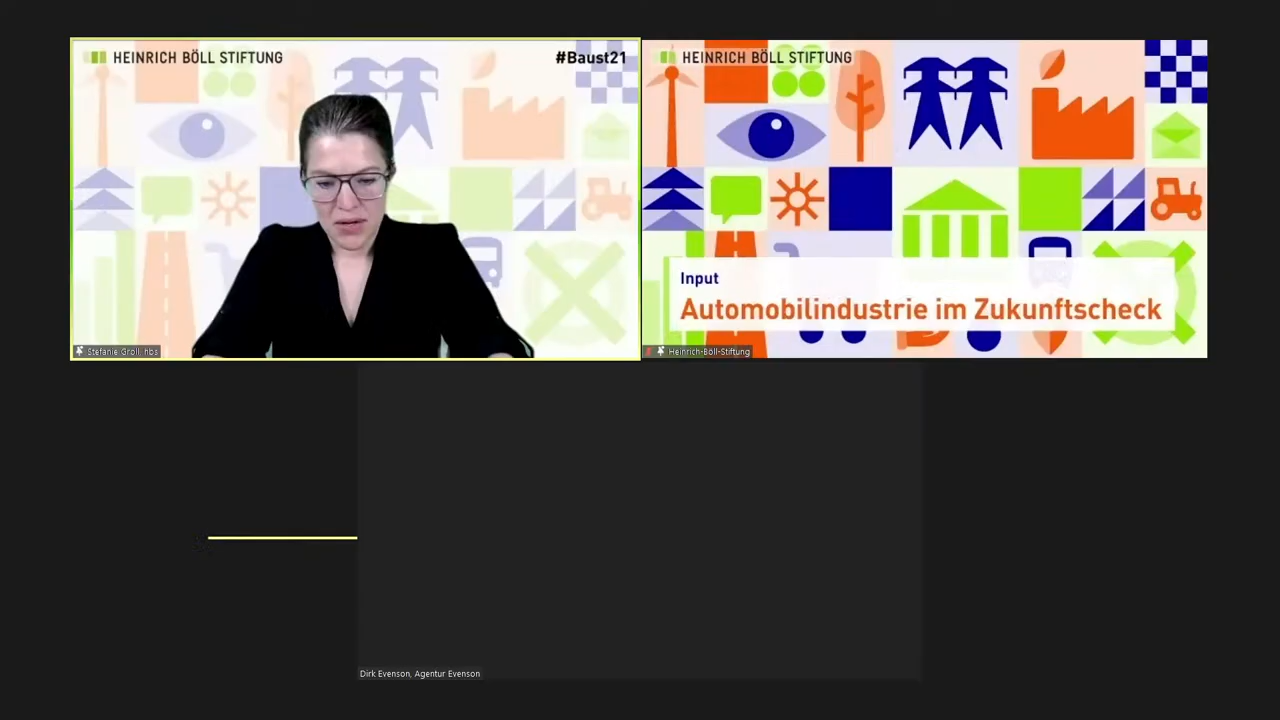 HEINRICH BÖLL STIFTUNG
#Baust21
Stefanie Groll, hbs
HEINRICH BÖLL STIFTUNG
Input
Automobilindustrie im Zukunftscheck
Heinrich-Böll-Stiftung
Dirk Evenson, Agentur Evenson